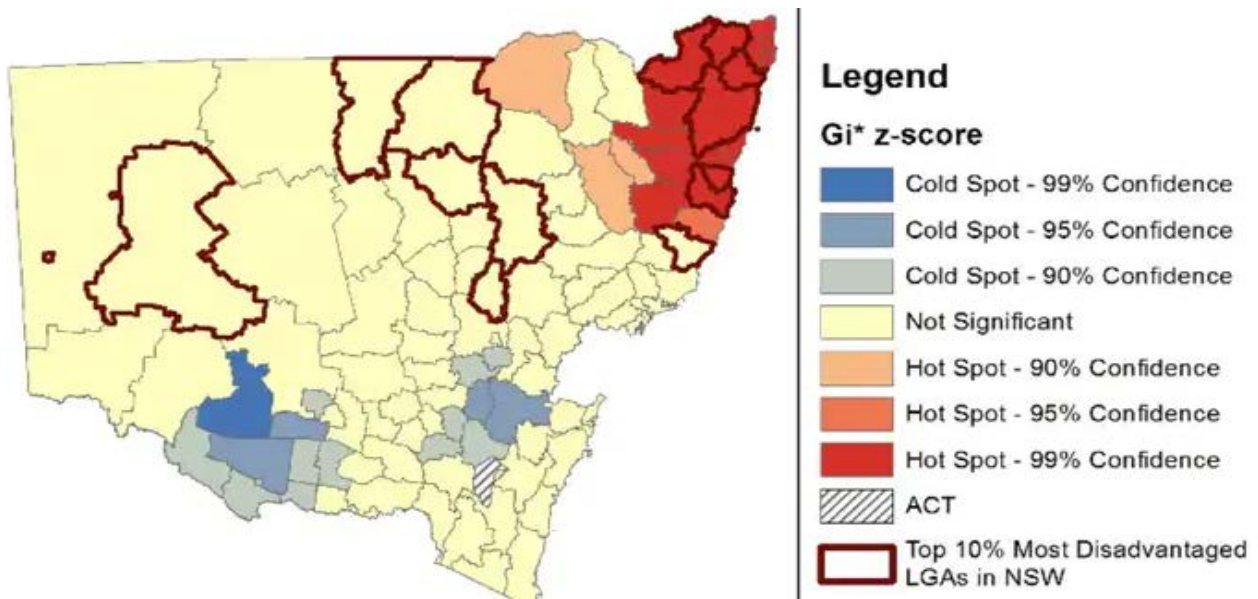 Legend
Gi* z-score
Cold Spot - 99% Confidence
Cold Spot - 95% Confidence
Cold Spot - 90% Confidence
Not Significant
Hot Spot - 90% Confidence
Hot Spot - 95% Confidence
Hot Spot - 99% Confidence
ACT
Top 10% Most Disadvantaged
LGAs in NSW